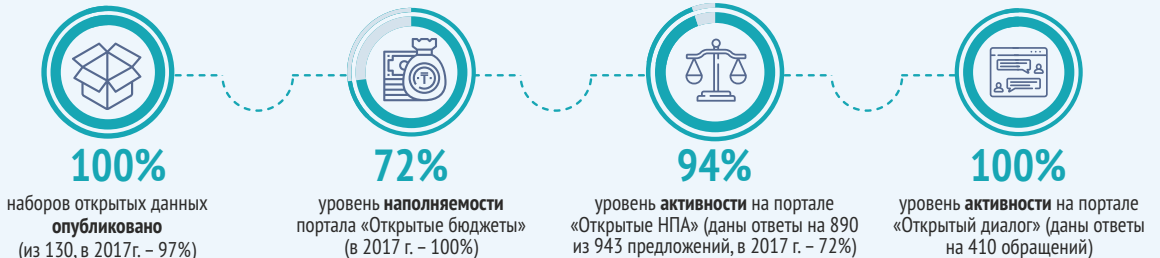 100%
наборов открытых данных
опубликовано
(из 130, в 2017г. – 97%)
72%
уровень наполняемости
портала «Открытые бюджеты»
(в 2017 г. – 100%)
94%
уровень активности на портале
«Открытые НПА» (даны ответы на 890
из 943 предложений, в 2017 г. – 72%)
100%
уровень активности на портале
«Открытый диалог» (даны ответы
на 410 обращений)